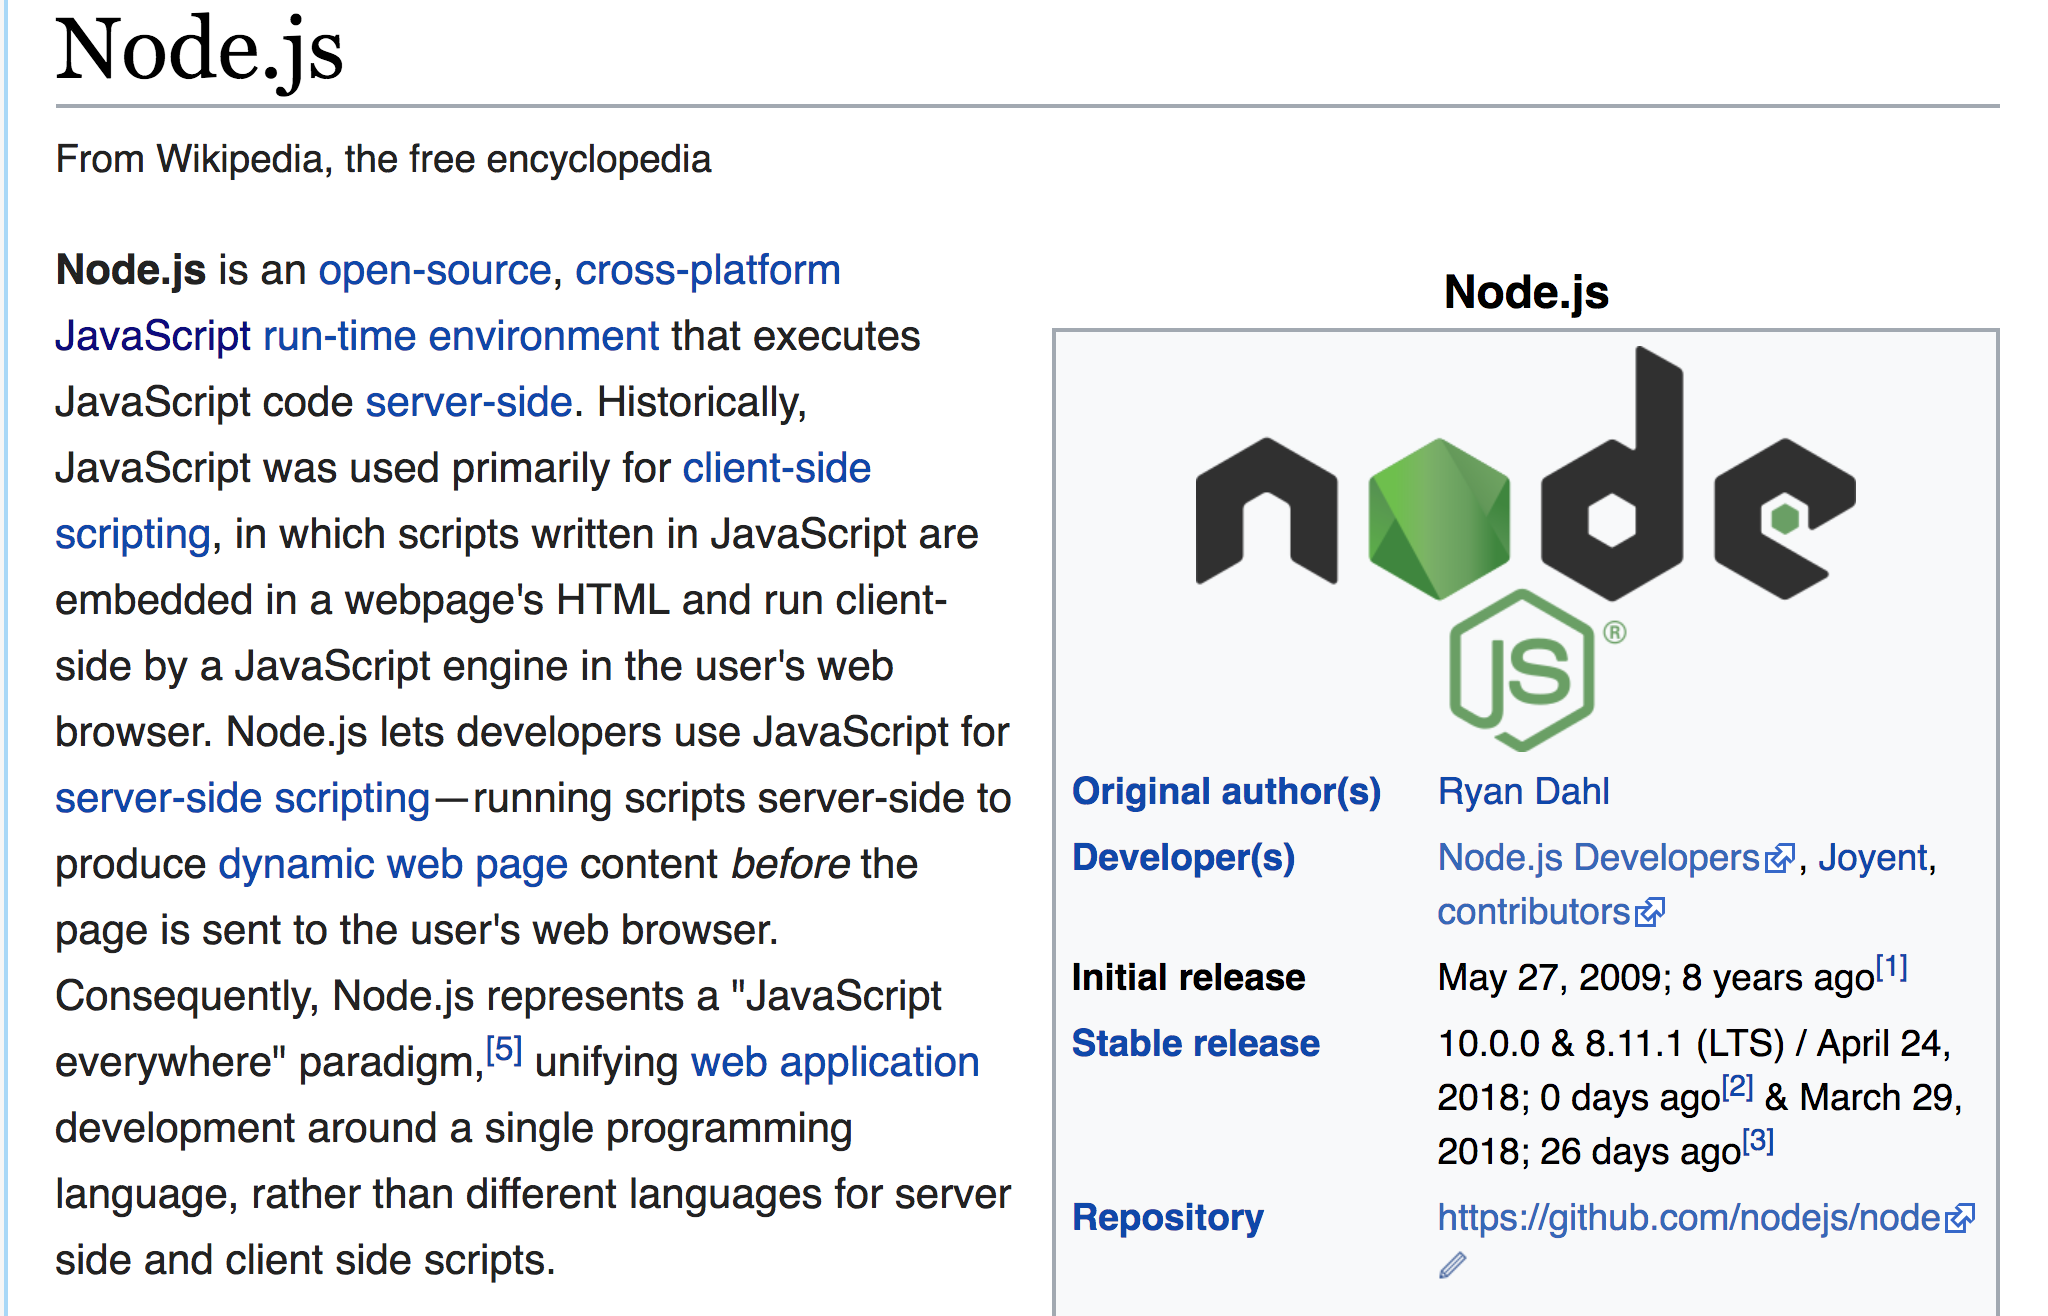 Node.js
From Wikipedia, the free encyclopedia
Node.js is an open-source, cross-platform
JavaScript run-time environment that executes
JavaScript code server-side. Historically,
JavaScript was used primarily for client-side
scripting, in which scripts written in JavaScript are
embedded in a webpage's HTML and run client-
side by a JavaScript engine in the user's web
browser. Node.js lets developers use JavaScript for
server-side scripting—running scripts server-side to
produce dynamic web page content before the
page is sent to the user's web browser.
Consequently, Node.js represents a "JavaScript
everywhere" paradigm,[5] unifying web application
development around a single programming
language, rather than different languages for server
side and client side scripts.
Node.js
node
JS ®
Original author(s) Ryan Dahl
Developer(s) Node.js Developers, Joyent,
contributors
Initial release May 27, 2009; 8 years ago[1]
Stable release 10.0.0 & 8.11.1 (LTS) / April 24,
2018; 0 days ago[2] & March 29,
2018; 26 days ago[3]
Repository https://github.com/nodejs/node